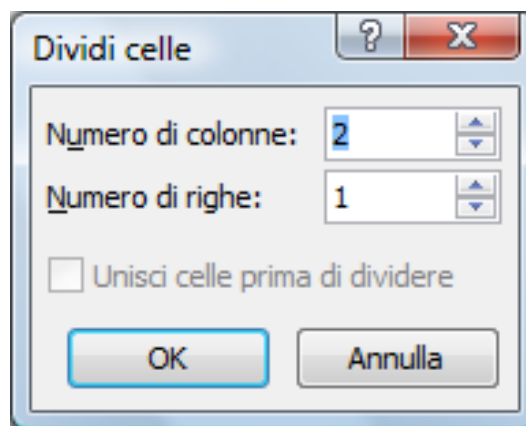 Dividi celle
Numero di colonne: 2
Numero di righe: 1
Unisci celle prima di dividere
OK Annulla